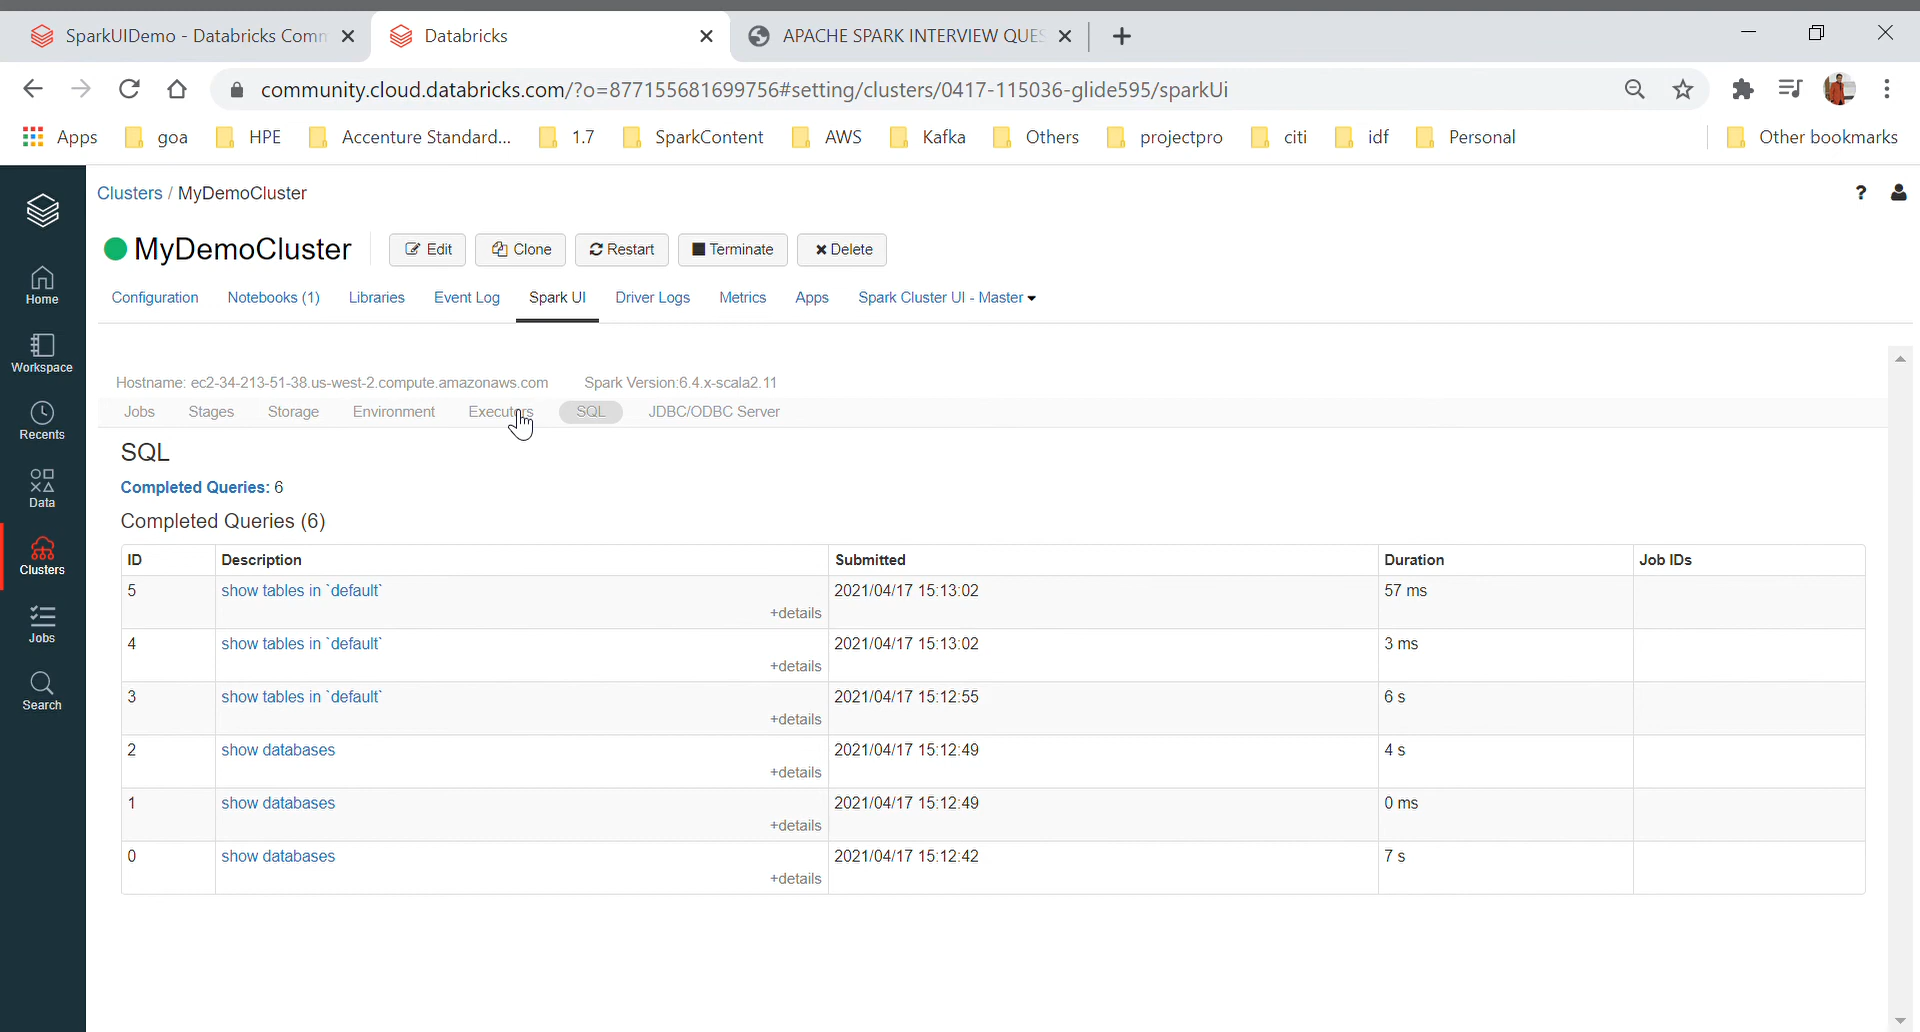 SparkUIDemo - Databricks Comm
Databricks
APACHE SPARK INTERVIEW QUES
community.cloud.databricks.com/?o=877155681699756#setting/clusters/0417-115036-glide595/sparkUi
Apps goa HPE Accenture Standard... 1.7 SparkContent AWS Kafka Others projectpro citi idf Personal Other bookmarks
Clusters / MyDemoCluster ?
MyDemoCluster Edit Clone Restart Terminate Delete
Configuration Notebooks (1) Libraries Event Log Spark UI Driver Logs Metrics Apps Spark Cluster UI - Master
Home
Workspace
Recents
Data
Clusters
Jobs
Search
Hostname: ec2-34-213-51-38.us-west-2.compute.amazonaws.com Spark Version:6.4.x-scala2.11
Jobs Stages Storage Environment Executors SQL JDBC/ODBC Server
SQL
Completed Queries: 6
Completed Queries (6)
ID Description Submitted Duration Job IDs
5 show tables in `default` 2021/04/17 15:13:02 57 ms
+details
4 show tables in `default` 2021/04/17 15:13:02 3 ms
+details
3 show tables in `default` 2021/04/17 15:12:55 6 s
+details
2 show databases 2021/04/17 15:12:49 4 s
+details
1 show databases 2021/04/17 15:12:49 0 ms
+details
0 show databases 2021/04/17 15:12:42 7 s
+details